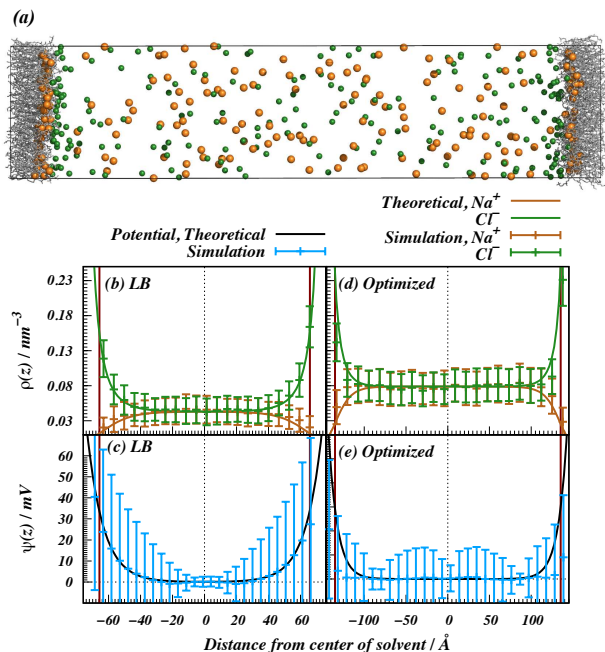 (a)
Theoretical, Na⁺
Cl⁻
Potential, Theoretical
Simulation, Na⁺
Simulation
Cl⁻
(b) LB
(d) Optimized
0.23
0.18
0.13
0.08
0.03
ρ(z) / nm⁻³
(c) LB
(e) Optimized
60
50
40
30
20
10
0
ψ(z) / mV
−60 −40 −20 0 20 40 60
−100 −50 0 50 100
Distance from center of solvent / Å